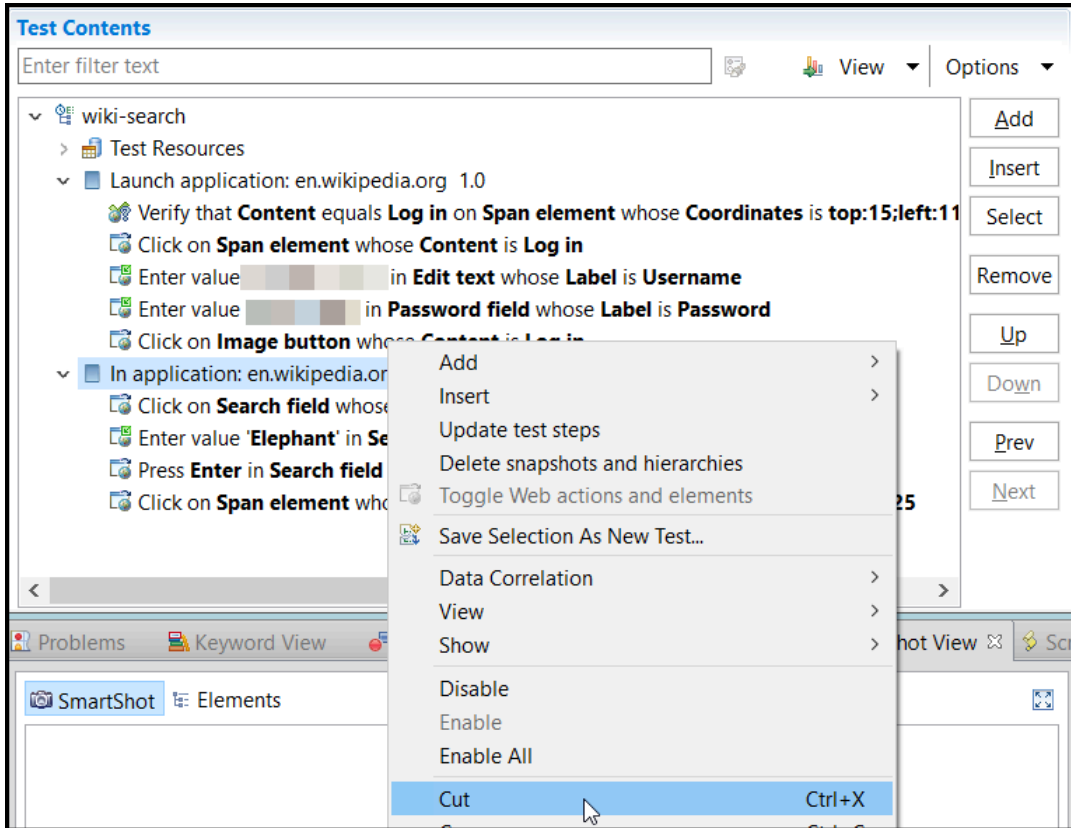 Test Contents
Enter filter text
View
Options
wiki-search
Test Resources
Launch application: en.wikipedia.org 1.0
Verify that Content equals Log in on Span element whose Coordinates is top:15;left:11
Click on Span element whose Content is Log in
Enter value in Edit text whose Label is Username
Enter value in Password field whose Label is Password
Click on Image button whose Content is Log in
In application: en.wikipedia.or
Click on Search field whose
Enter value 'Elephant' in Se
Press Enter in Search field
Click on Span element who
25
Add
Insert
Select
Remove
Up
Down
Prev
Next
Add
Insert
Update test steps
Delete snapshots and hierarchies
Toggle Web actions and elements
Save Selection As New Test...
Data Correlation
View
Show
Disable
Enable
Enable All
Cut Ctrl+X
Problems
Keyword View
hot View
Scr
SmartShot
Elements